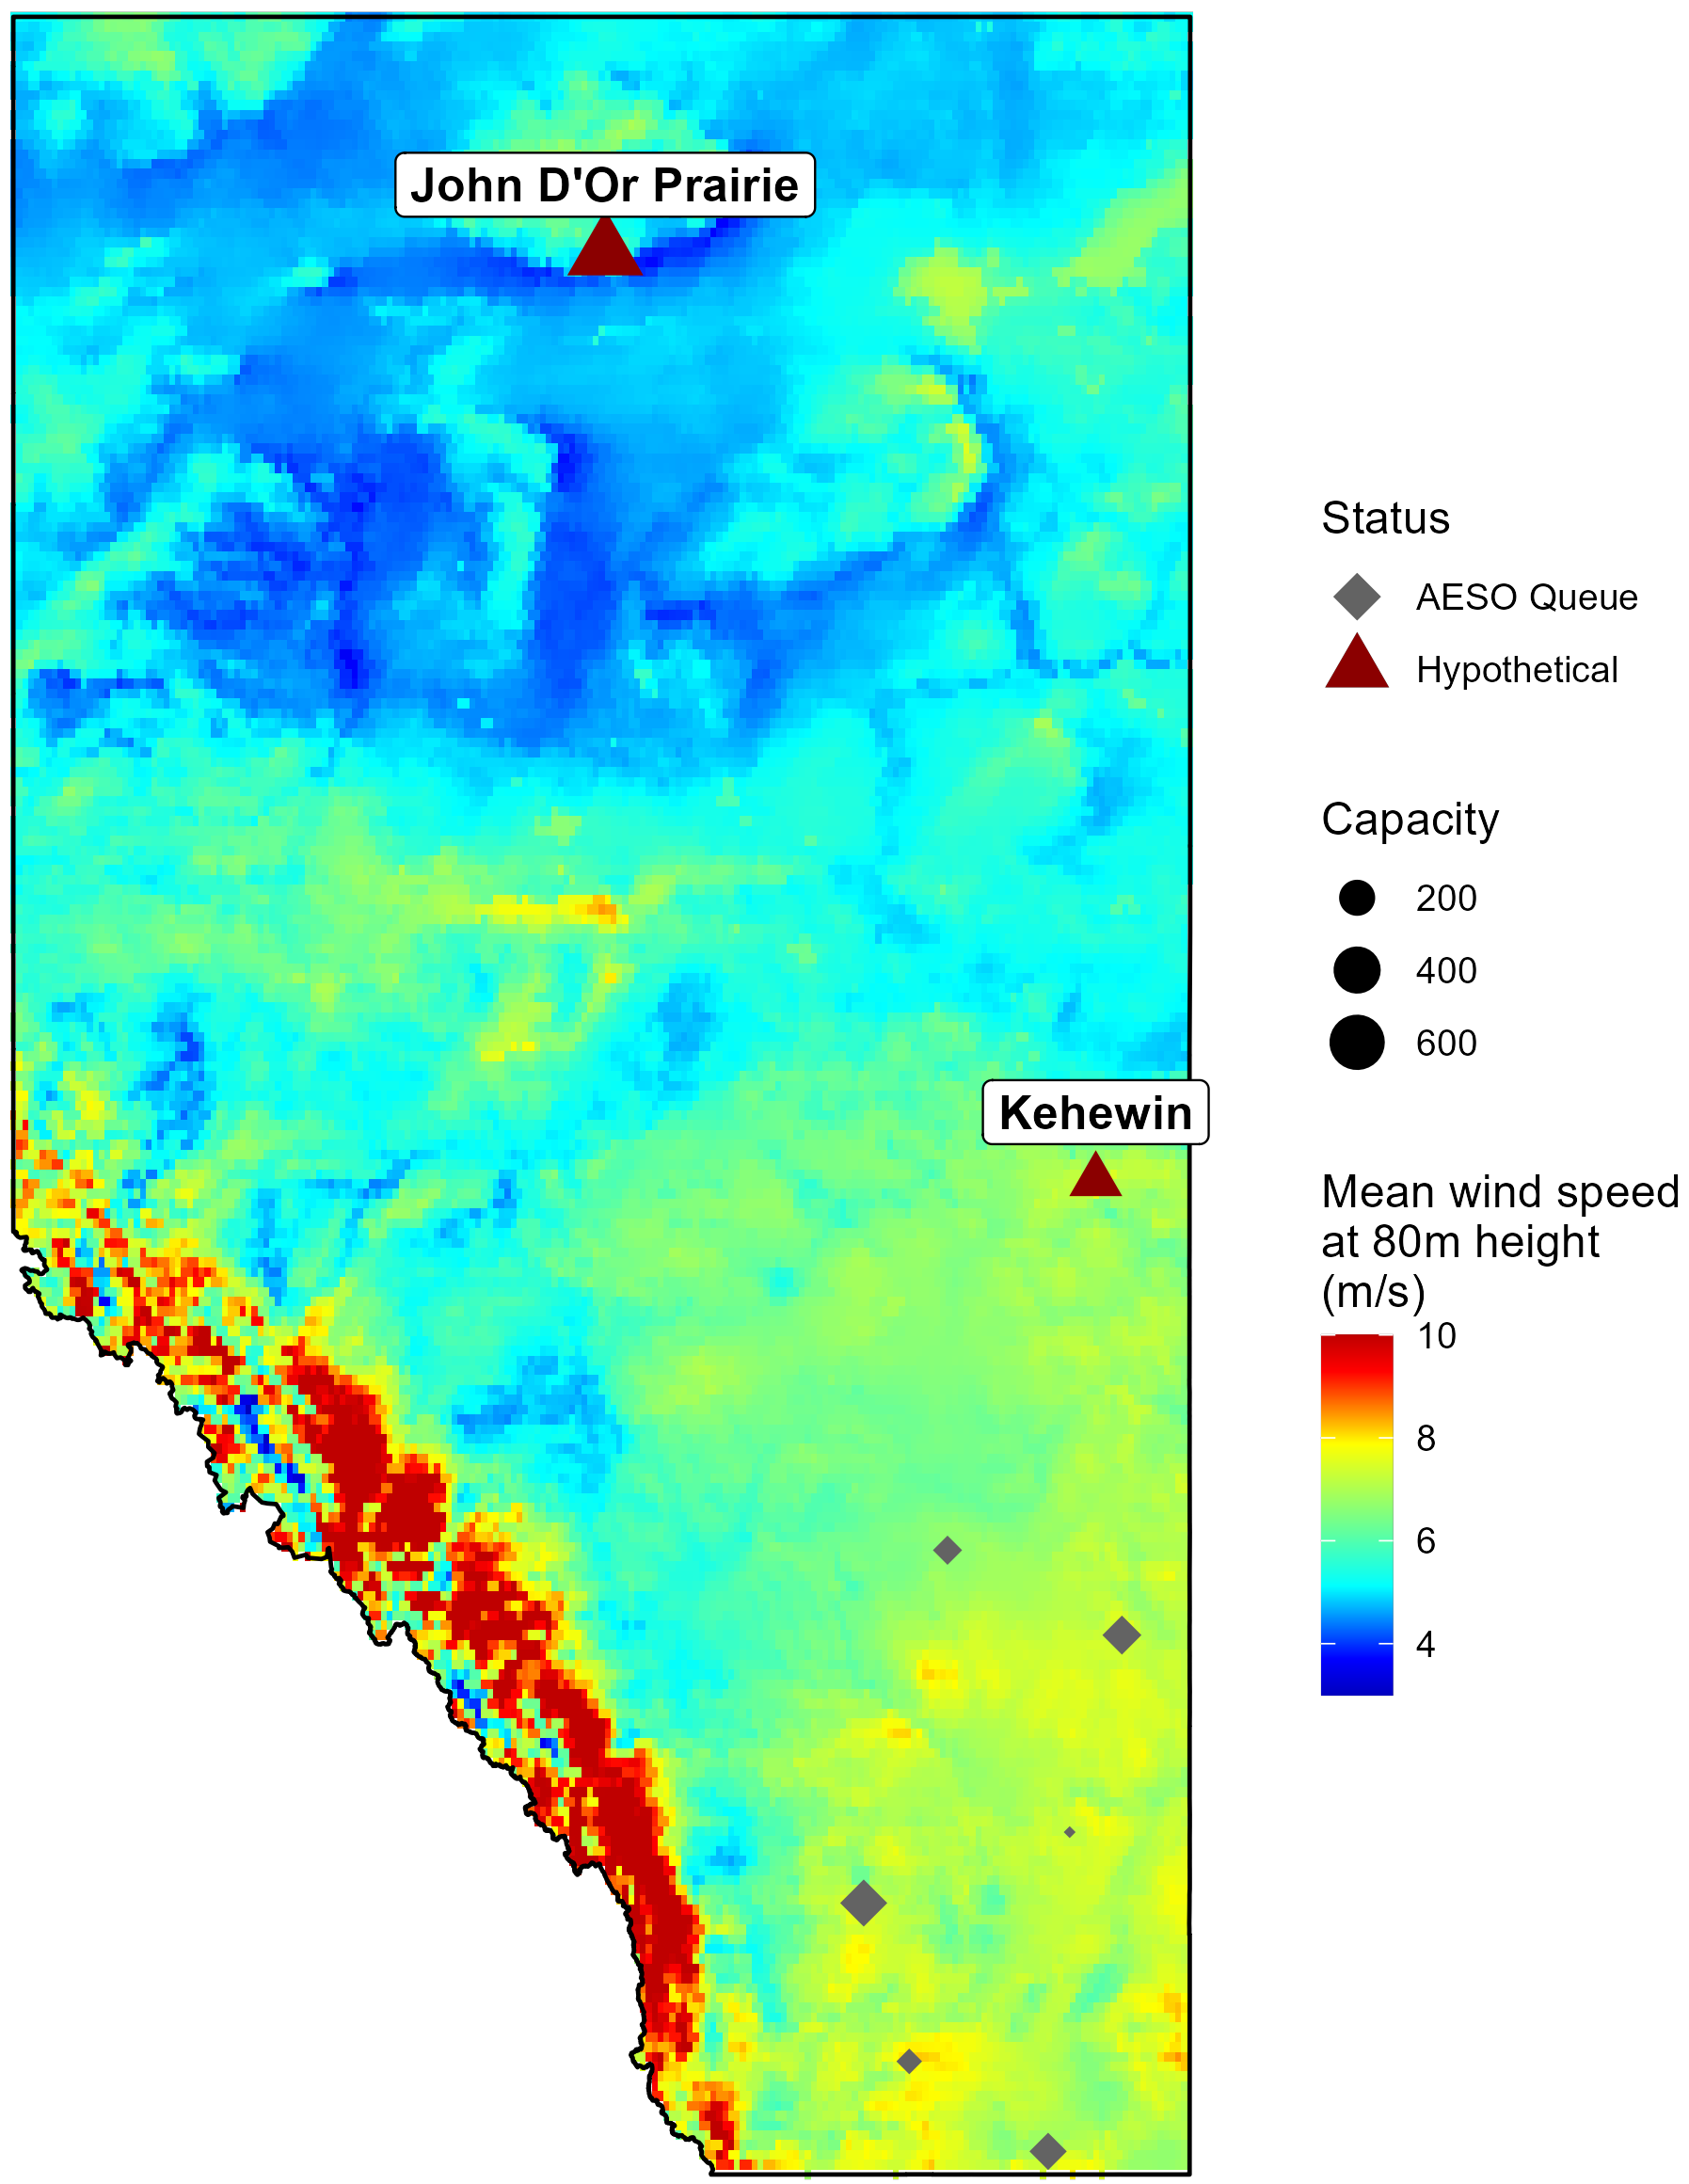 John D'Or Prairie
Kehewin
Status
AESO Queue
Hypothetical
Capacity
200
400
600
Mean wind speed
at 80m height
(m/s)
10
8
6
4